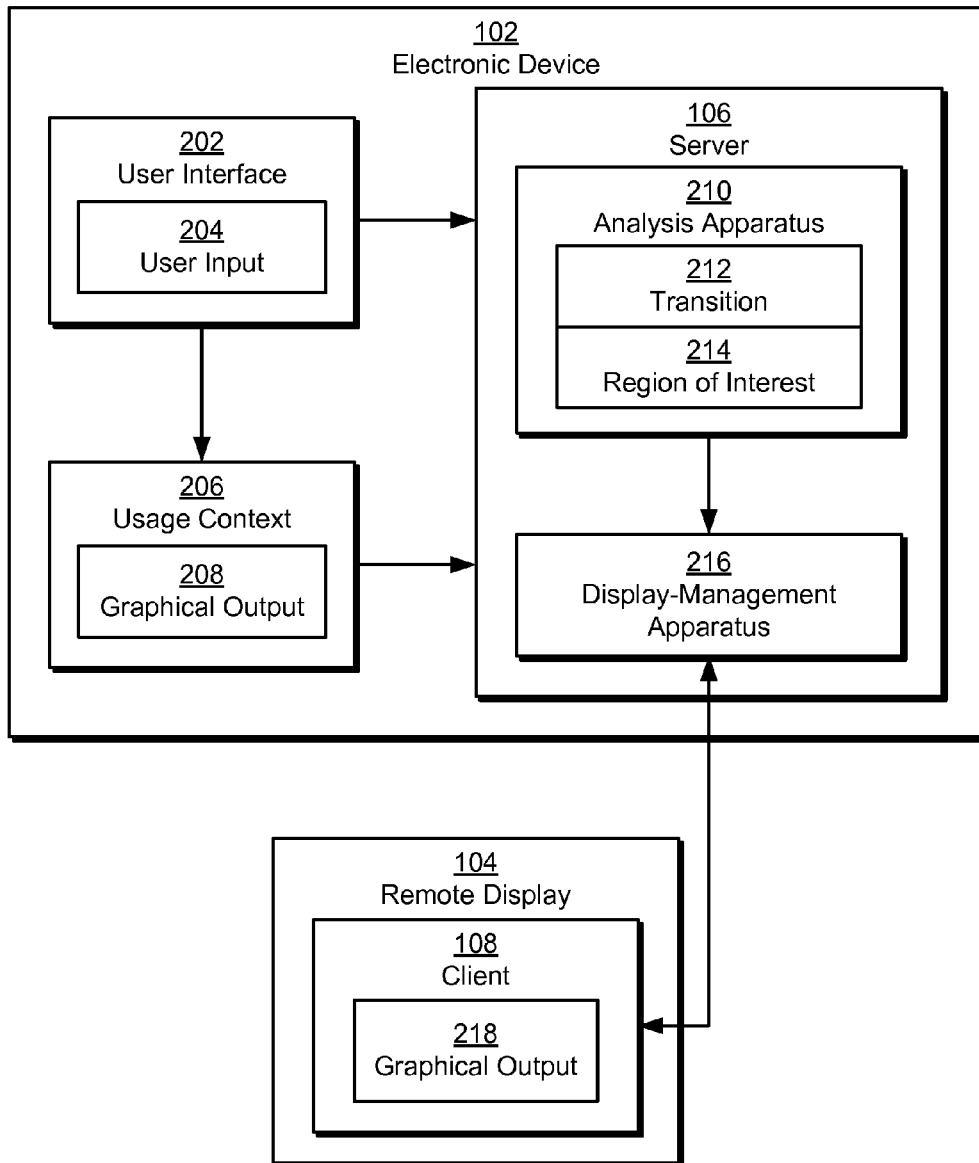 102
Electronic Device
202
User Interface
204
User Input
206
Usage Context
208
Graphical Output
106
Server
210
Analysis Apparatus
212
Transition
214
Region of Interest
216
Display-Management
Apparatus
104
Remote Display
108
Client
218
Graphical Output